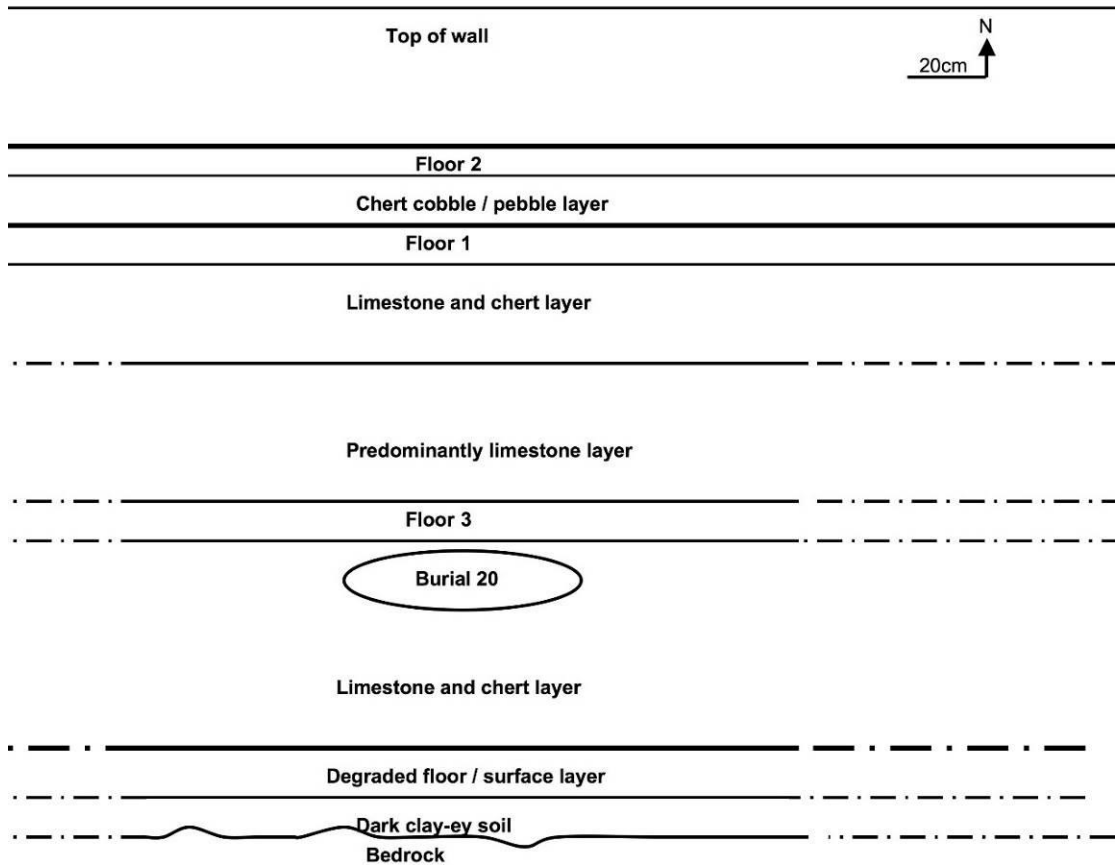 Top of wall
N
20cm
Floor 2
Chert cobble / pebble layer
Floor 1
Limestone and chert layer
Predominantly limestone layer
Floor 3
Burial 20
Limestone and chert layer
Degraded floor / surface layer
Dark clay-ey soil
Bedrock